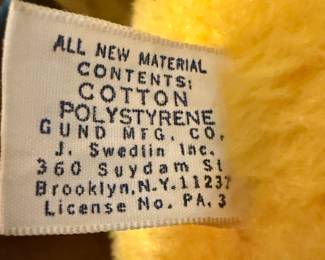 ALL NEW MATERIAL
CONTENTS:
COTTON
POLYSTYRENE
GUND MFG. CO.
J. Swedlin Inc.
360 Suydam St
Brooklyn, N.Y. 11237
License No. PA. 3